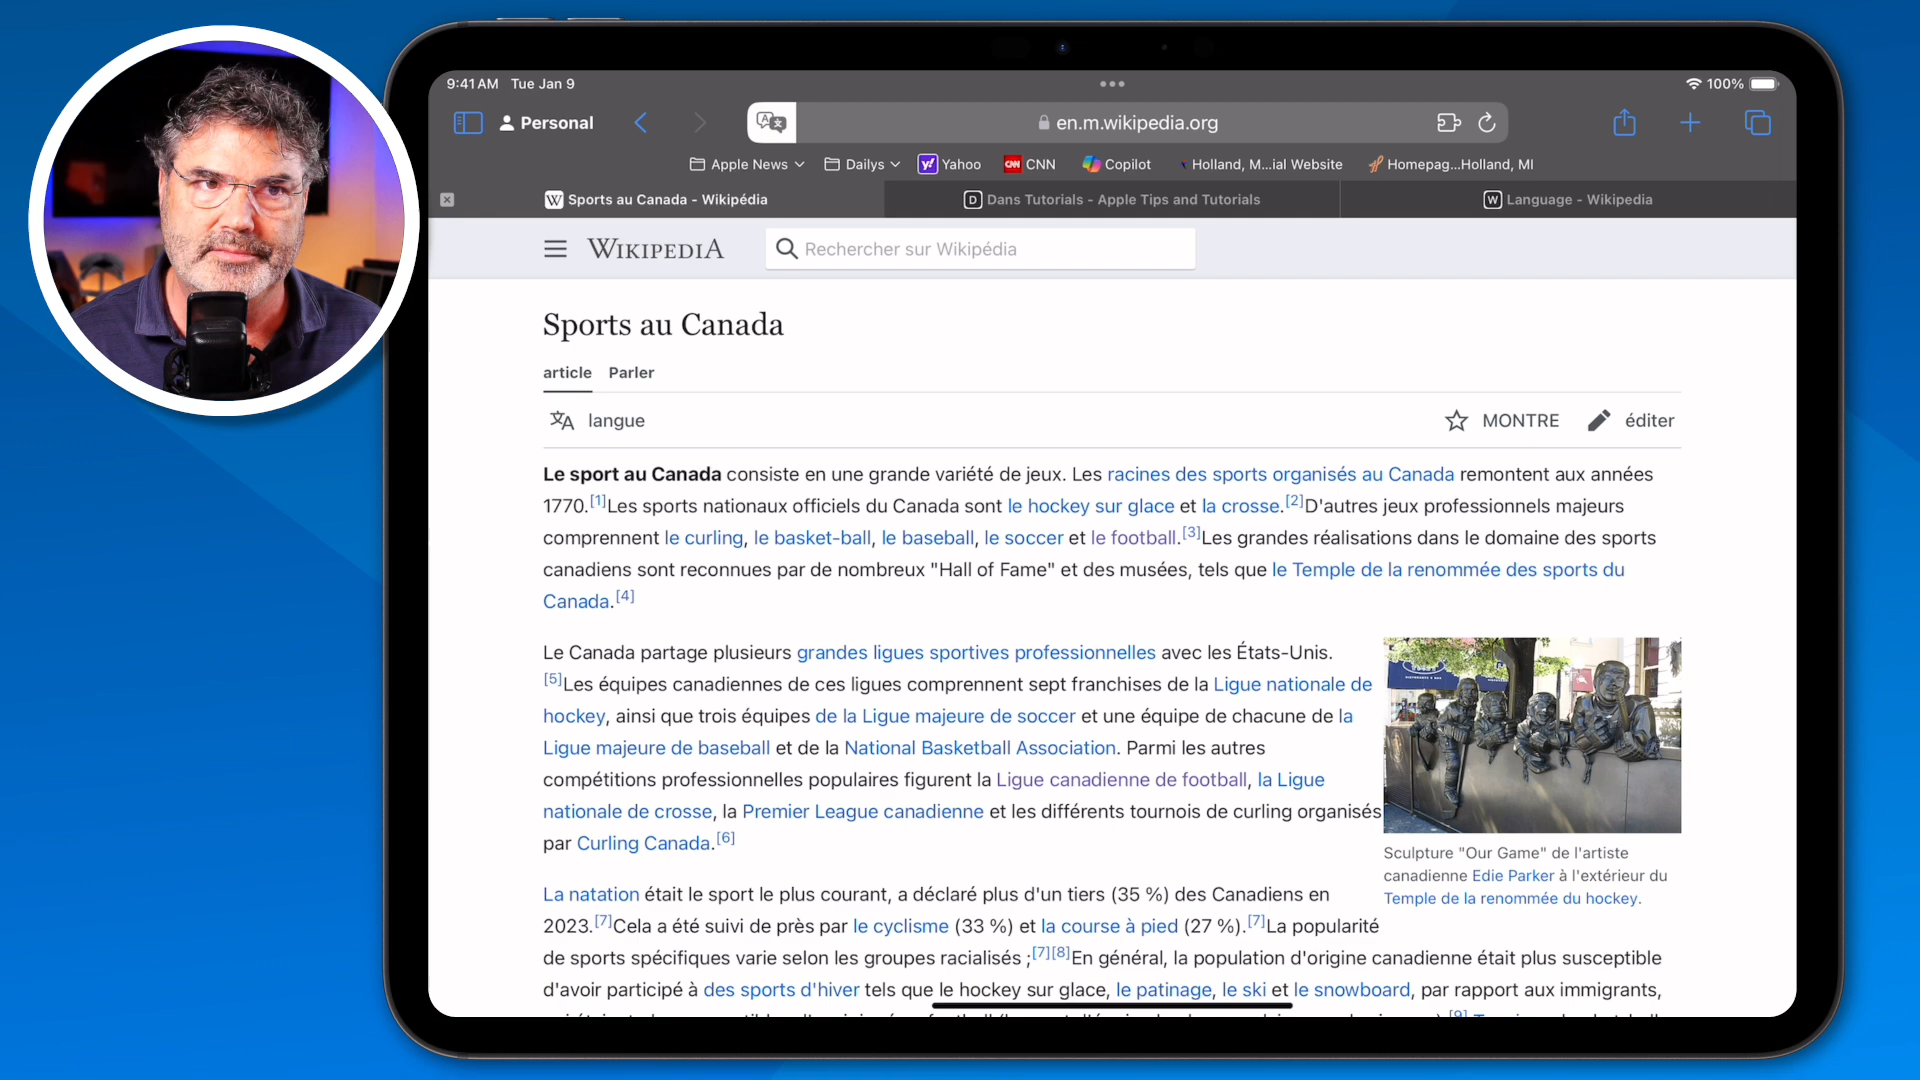 9:41 AM Tue Jan 9
100%
Personal
en.m.wikipedia.org
Apple News
Dailys
Yahoo
CNN
Copilot
Holland, M...ial Website
Homepag...Holland, MI
Sports au Canada - Wikipédia
Dans Tutorials - Apple Tips and Tutorials
Language - Wikipedia
WIKIPEDIA
Rechercher sur Wikipédia
Sports au Canada
article Parler
langue
MONTRE
éditer
Le sport au Canada consiste en une grande variété de jeux. Les racines des sports organisés au Canada remontent aux années
1770.[1]Les sports nationaux officiels du Canada sont le hockey sur glace et la crosse.[2]D'autres jeux professionnels majeurs
comprennent le curling, le basket-ball, le baseball, le soccer et le football.[3]Les grandes réalisations dans le domaine des sports
canadiens sont reconnues par de nombreux "Hall of Fame" et des musées, tels que le Temple de la renommée des sports du
Canada.[4]
Le Canada partage plusieurs grandes ligues sportives professionnelles avec les États-Unis.
[5]Les équipes canadiennes de ces ligues comprennent sept franchises de la Ligue nationale de
hockey, ainsi que trois équipes de la Ligue majeure de soccer et une équipe de chacune de la
Ligue majeure de baseball et de la National Basketball Association. Parmi les autres
compétitions professionnelles populaires figurent la Ligue canadienne de football, la Ligue
nationale de crosse, la Premier League canadienne et les différents tournois de curling organisés
par Curling Canada.[6]
Sculpture "Our Game" de l'artiste
canadienne Edie Parker à l'extérieur du
Temple de la renommée du hockey.
La natation était le sport le plus courant, a déclaré plus d'un tiers (35 %) des Canadiens en
2023.[7]Cela a été suivi de près par le cyclisme (33 %) et la course à pied (27 %).[7]La popularité
de sports spécifiques varie selon les groupes racialisés ;[7][8]En général, la population d'origine canadienne était plus susceptible
d'avoir participé à des sports d'hiver tels que le hockey sur glace, le patinage, le ski et le snowboard, par rapport aux immigrants,